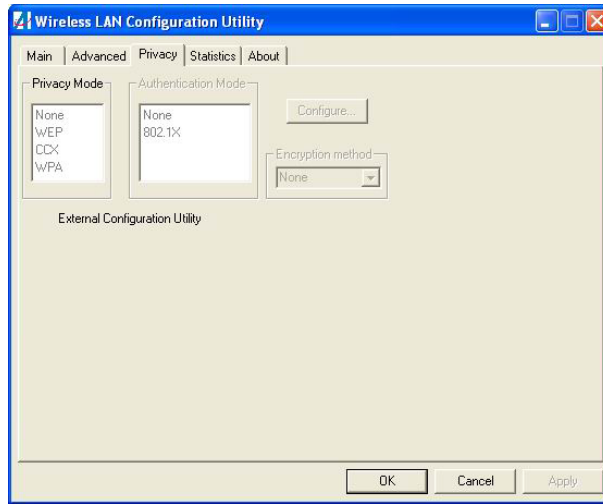 Wireless LAN Configuration Utility
Main Advanced Privacy Statistics About
Privacy Mode
None
WEP
CCX
WPA
Authentication Mode
None
802.1X
Configure...
Encryption method
None
External Configuration Utility
OK Cancel Apply